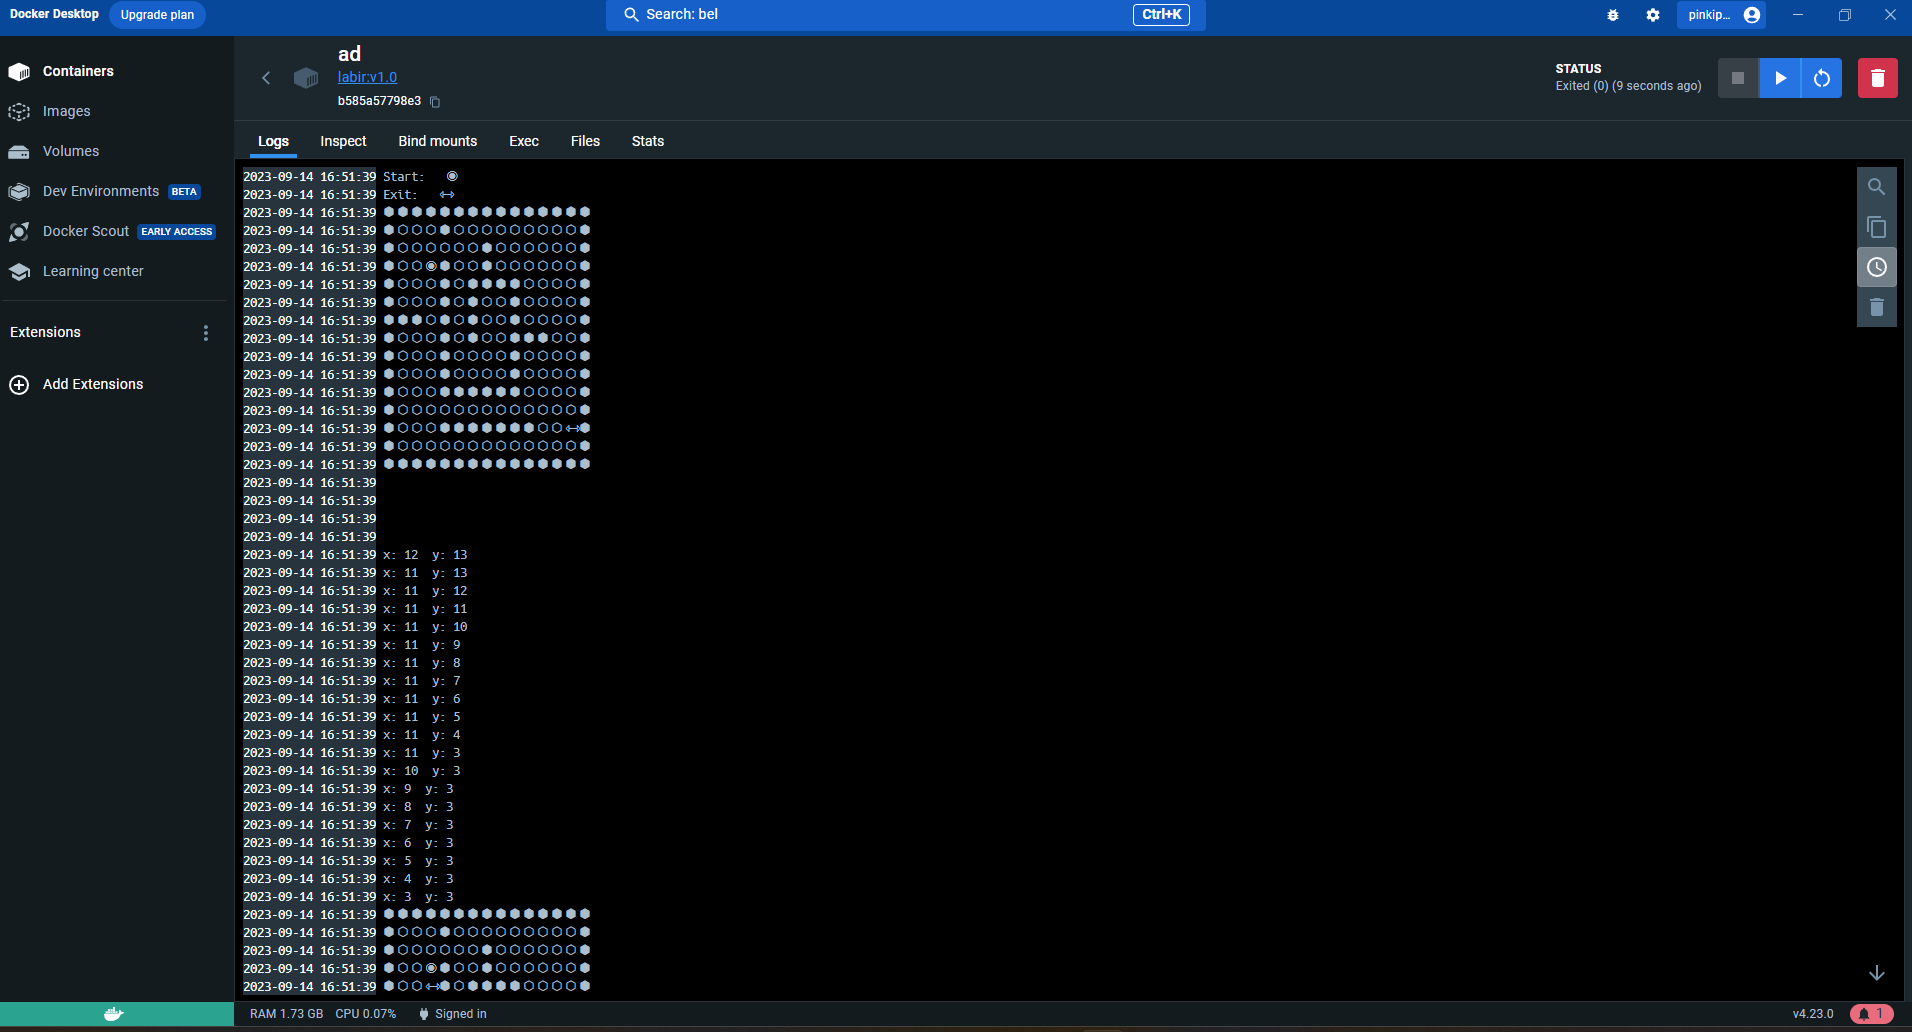 Docker Desktop
Upgrade plan
Search: bel
Ctrl+K
pinkip...
Containers
Images
Volumes
Dev Environments BETA
Docker Scout EARLY ACCESS
Learning center
Extensions
Add Extensions
ad
labir:v1.0
b585a57798e3
STATUS
Exited (0) (9 seconds ago)
Logs Inspect Bind mounts Exec Files Stats
2023-09-14 16:51:39 Start: ◉
2023-09-14 16:51:39 Exit: ⇿
2023-09-14 16:51:39 ⬢⬢⬢⬢⬢⬢⬢⬢⬢⬢⬢⬢⬢⬢⬢
2023-09-14 16:51:39 ⬢⬡⬡⬡⬢⬡⬡⬡⬡⬡⬡⬡⬡⬡⬢
2023-09-14 16:51:39 ⬢⬡⬡⬡⬡⬡⬡⬢⬡⬡⬡⬡⬡⬡⬢
2023-09-14 16:51:39 ⬢⬡⬡◉⬢⬡⬡⬢⬡⬡⬡⬡⬡⬡⬢
2023-09-14 16:51:39 ⬢⬡⬡⬡⬢⬡⬢⬢⬢⬢⬡⬡⬡⬡⬢
2023-09-14 16:51:39 ⬢⬡⬡⬡⬢⬡⬢⬡⬡⬢⬡⬡⬡⬡⬢
2023-09-14 16:51:39 ⬢⬢⬢⬡⬢⬡⬢⬡⬡⬢⬡⬡⬡⬡⬢
2023-09-14 16:51:39 ⬢⬡⬡⬡⬢⬡⬢⬡⬡⬢⬢⬢⬡⬡⬢
2023-09-14 16:51:39 ⬢⬡⬡⬡⬢⬡⬡⬡⬡⬢⬡⬡⬡⬡⬢
2023-09-14 16:51:39 ⬢⬡⬡⬡⬢⬡⬡⬡⬡⬢⬡⬡⬡⬡⬢
2023-09-14 16:51:39 ⬢⬡⬡⬡⬢⬢⬢⬢⬢⬢⬡⬡⬡⬡⬢
2023-09-14 16:51:39 ⬢⬡⬡⬡⬡⬡⬡⬡⬡⬡⬡⬡⬡⬡⬢
2023-09-14 16:51:39 ⬢⬡⬡⬡⬢⬢⬢⬢⬢⬢⬢⬡⬡⇿⬢
2023-09-14 16:51:39 ⬢⬡⬡⬡⬡⬡⬡⬡⬡⬡⬡⬡⬡⬡⬢
2023-09-14 16:51:39 ⬢⬢⬢⬢⬢⬢⬢⬢⬢⬢⬢⬢⬢⬢⬢
2023-09-14 16:51:39
2023-09-14 16:51:39
2023-09-14 16:51:39
2023-09-14 16:51:39
2023-09-14 16:51:39 x: 12 y: 13
2023-09-14 16:51:39 x: 11 y: 13
2023-09-14 16:51:39 x: 11 y: 12
2023-09-14 16:51:39 x: 11 y: 11
2023-09-14 16:51:39 x: 11 y: 10
2023-09-14 16:51:39 x: 11 y: 9
2023-09-14 16:51:39 x: 11 y: 8
2023-09-14 16:51:39 x: 11 y: 7
2023-09-14 16:51:39 x: 11 y: 6
2023-09-14 16:51:39 x: 11 y: 5
2023-09-14 16:51:39 x: 11 y: 4
2023-09-14 16:51:39 x: 11 y: 3
2023-09-14 16:51:39 x: 10 y: 3
2023-09-14 16:51:39 x: 9 y: 3
2023-09-14 16:51:39 x: 8 y: 3
2023-09-14 16:51:39 x: 7 y: 3
2023-09-14 16:51:39 x: 6 y: 3
2023-09-14 16:51:39 x: 5 y: 3
2023-09-14 16:51:39 x: 4 y: 3
2023-09-14 16:51:39 x: 3 y: 3
2023-09-14 16:51:39 ⬢⬢⬢⬢⬢⬢⬢⬢⬢⬢⬢⬢⬢⬢⬢
2023-09-14 16:51:39 ⬢⬡⬡⬡⬢⬡⬡⬡⬡⬡⬡⬡⬡⬡⬢
2023-09-14 16:51:39 ⬢⬡⬡⬡⬡⬡⬡⬢⬡⬡⬡⬡⬡⬡⬢
2023-09-14 16:51:39 ⬢⬡⬡◉⬢⬡⬡⬢⬡⬡⬡⬡⬡⬡⬢
2023-09-14 16:51:39 ⬢⬡⬡⇿⬢⬡⬢⬢⬢⬢⬡⬡⬡⬡⬢
RAM 1.73 GB CPU 0.07% Signed in
v4.23.0
1